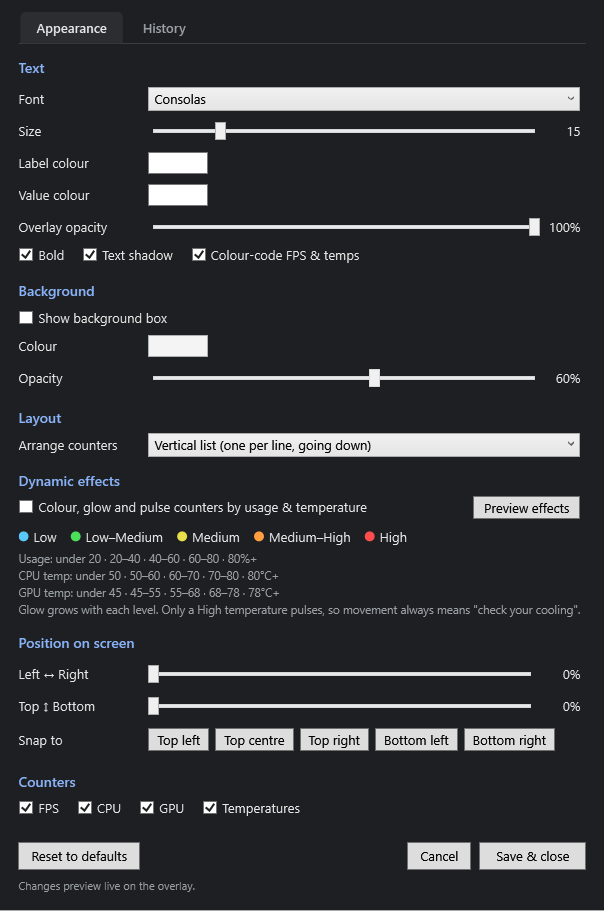 Appearance History
Text
Font Consolas
Size 15
Label colour
Value colour
Overlay opacity 100%
Bold Text shadow Colour-code FPS & temps
Background
Show background box
Colour
Opacity 60%
Layout
Arrange counters Vertical list (one per line, going down)
Dynamic effects
Colour, glow and pulse counters by usage & temperature Preview effects
Low Low–Medium Medium Medium–High High
Usage: under 20 · 20–40 · 40–60 · 60–80 · 80%+
CPU temp: under 50 · 50–60 · 60–70 · 70–80 · 80°C+
GPU temp: under 45 · 45–55 · 55–68 · 68–78 · 78°C+
Glow grows with each level. Only a High temperature pulses, so movement always means "check your cooling".
Position on screen
Left ↔ Right 0%
Top ↕ Bottom 0%
Snap to Top left Top centre Top right Bottom left Bottom right
Counters
FPS CPU GPU Temperatures
Reset to defaults Cancel Save & close
Changes preview live on the overlay.